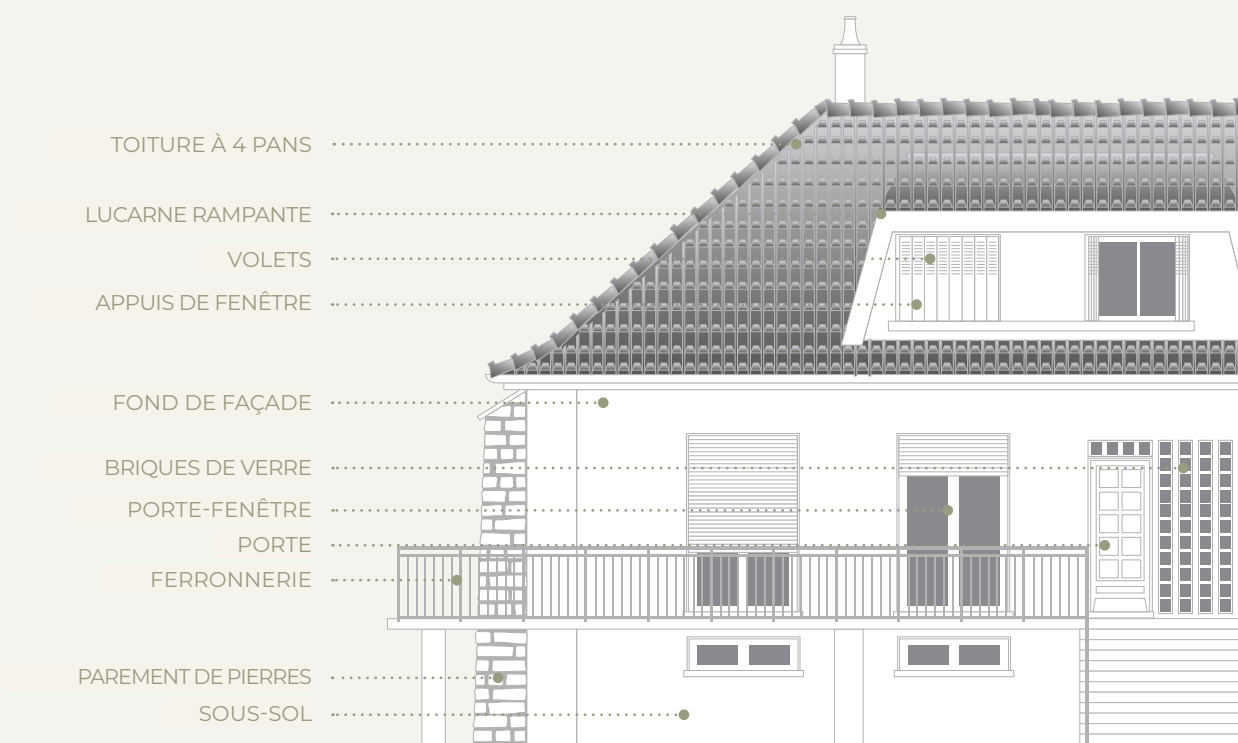 TOITURE À 4 PANS
LUCARNE RAMPANTE
VOLETS
APPUIS DE FENÊTRE
FOND DE FAÇADE
BRIQUES DE VERRE
PORTE-FENÊTRE
PORTE
FERRONNERIE
PAREMENT DE PIERRES
SOUS-SOL